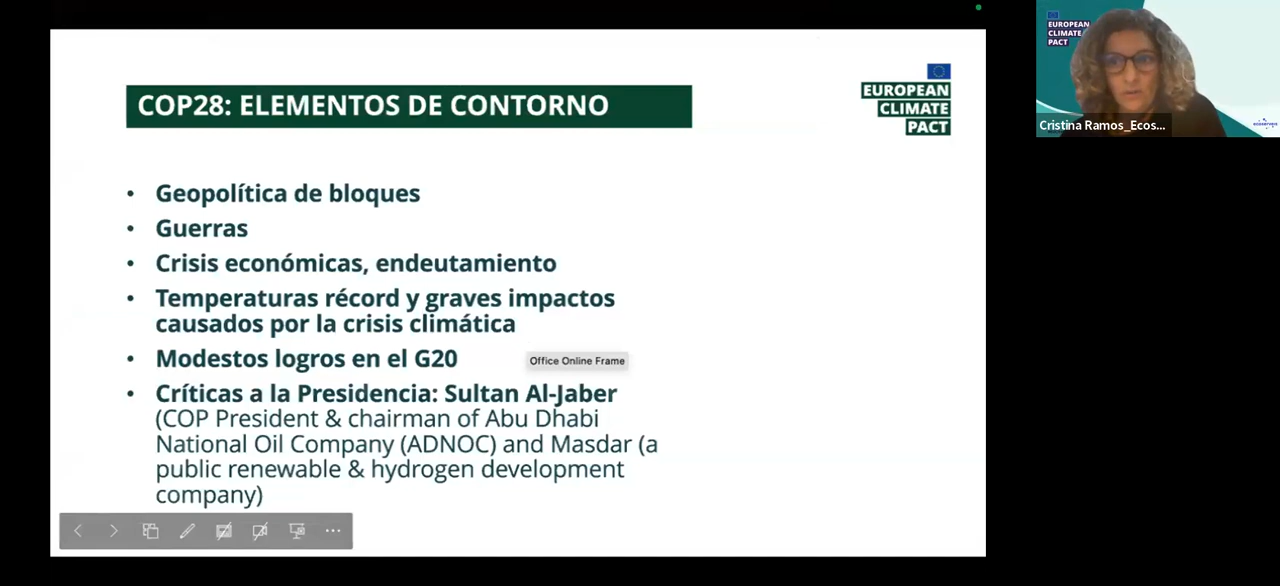 COP28: ELEMENTOS DE CONTORNO
EUROPEAN
CLIMATE
PACT
• Geopolítica de bloques
• Guerras
• Crisis económicas, endeutamiento
• Temperaturas récord y graves impactos
causados por la crisis climática
• Modestos logros en el G20
Office Online Frame
• Críticas a la Presidencia: Sultan Al-Jaber
(COP President & chairman of Abu Dhabi
National Oil Company (ADNOC) and Masdar (a
public renewable & hydrogen development
company)
EUROPEAN
CLIMATE
PACT
Cristina Ramos_Ecos...